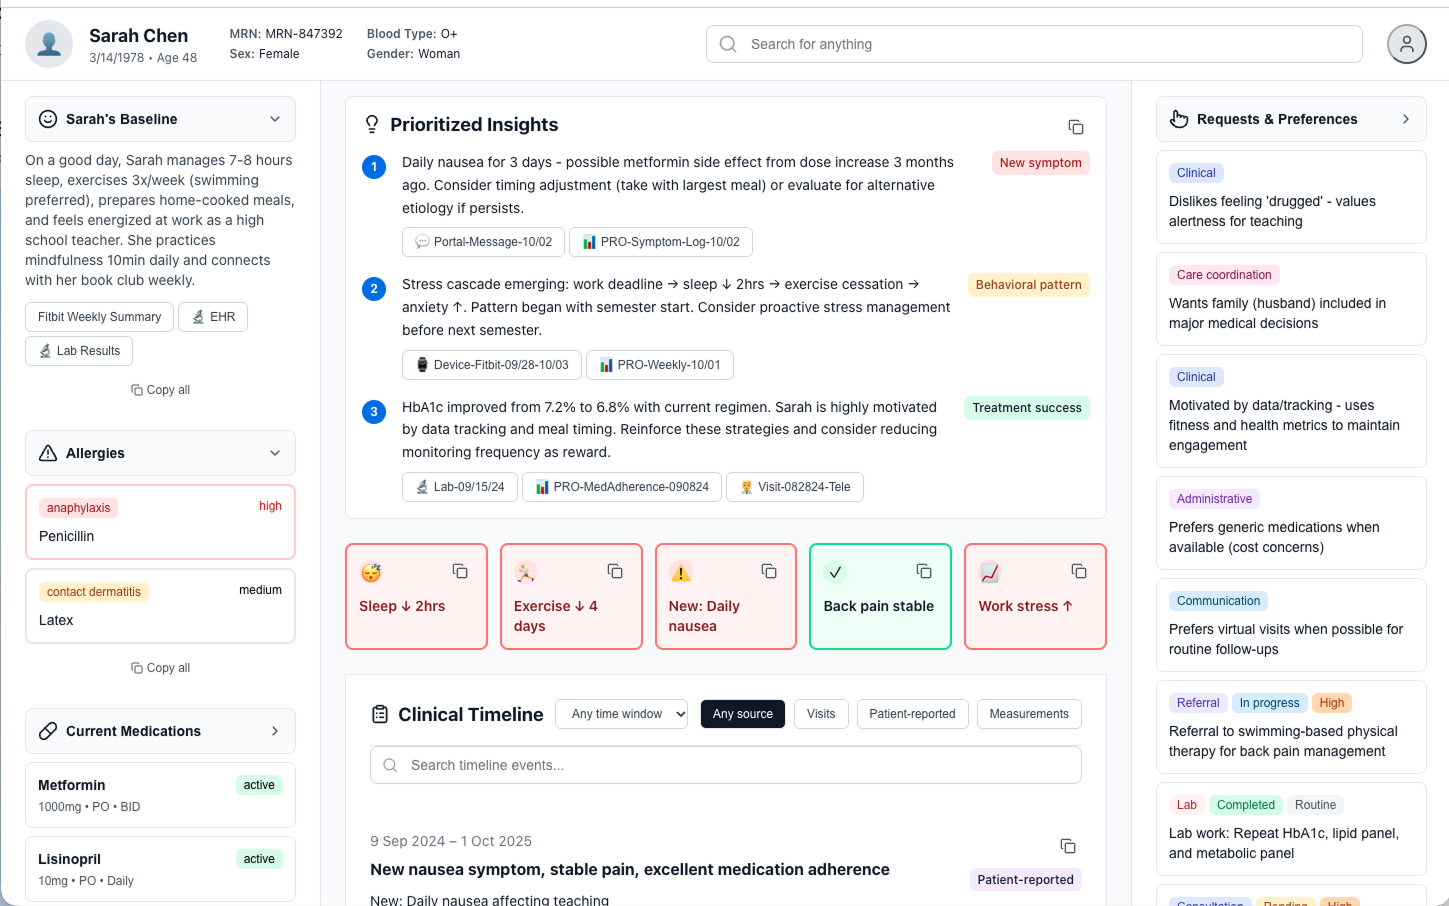 Sarah Chen
3/14/1978 • Age 48
MRN: MRN-847392
Sex: Female
Blood Type: O+
Gender: Woman
Search for anything
Sarah's Baseline
On a good day, Sarah manages 7-8 hours
sleep, exercises 3x/week (swimming
preferred), prepares home-cooked meals,
and feels energized at work as a high
school teacher. She practices
mindfulness 10min daily and connects
with her book club weekly.
Fitbit Weekly Summary
EHR
Lab Results
Copy all
Allergies
anaphylaxis
high
Penicillin
contact dermatitis
medium
Latex
Copy all
Current Medications
Metformin
active
1000mg • PO • BID
Lisinopril
active
10mg • PO • Daily
Prioritized Insights
1
Daily nausea for 3 days - possible metformin side effect from dose increase 3 months
ago. Consider timing adjustment (take with largest meal) or evaluate for alternative
etiology if persists.
New symptom
Portal-Message-10/02
PRO-Symptom-Log-10/02
2
Stress cascade emerging: work deadline → sleep ↓ 2hrs → exercise cessation →
anxiety ↑. Pattern began with semester start. Consider proactive stress management
before next semester.
Behavioral pattern
Device-Fitbit-09/28-10/03
PRO-Weekly-10/01
3
HbA1c improved from 7.2% to 6.8% with current regimen. Sarah is highly motivated
by data tracking and meal timing. Reinforce these strategies and consider reducing
monitoring frequency as reward.
Treatment success
Lab-09/15/24
PRO-MedAdherence-090824
Visit-082824-Tele
Sleep ↓ 2hrs
Exercise ↓ 4
days
New: Daily
nausea
Back pain stable
Work stress ↑
Clinical Timeline
Any time window
Any source
Visits
Patient-reported
Measurements
Search timeline events...
9 Sep 2024 – 1 Oct 2025
New nausea symptom, stable pain, excellent medication adherence
Patient-reported
New: Daily nausea affecting teaching
Requests & Preferences
Clinical
Dislikes feeling 'drugged' - values
alertness for teaching
Care coordination
Wants family (husband) included in
major medical decisions
Clinical
Motivated by data/tracking - uses
fitness and health metrics to maintain
engagement
Administrative
Prefers generic medications when
available (cost concerns)
Communication
Prefers virtual visits when possible for
routine follow-ups
Referral
In progress
High
Referral to swimming-based physical
therapy for back pain management
Lab
Completed
Routine
Lab work: Repeat HbA1c, lipid panel,
and metabolic panel
Consultation
Pending
High